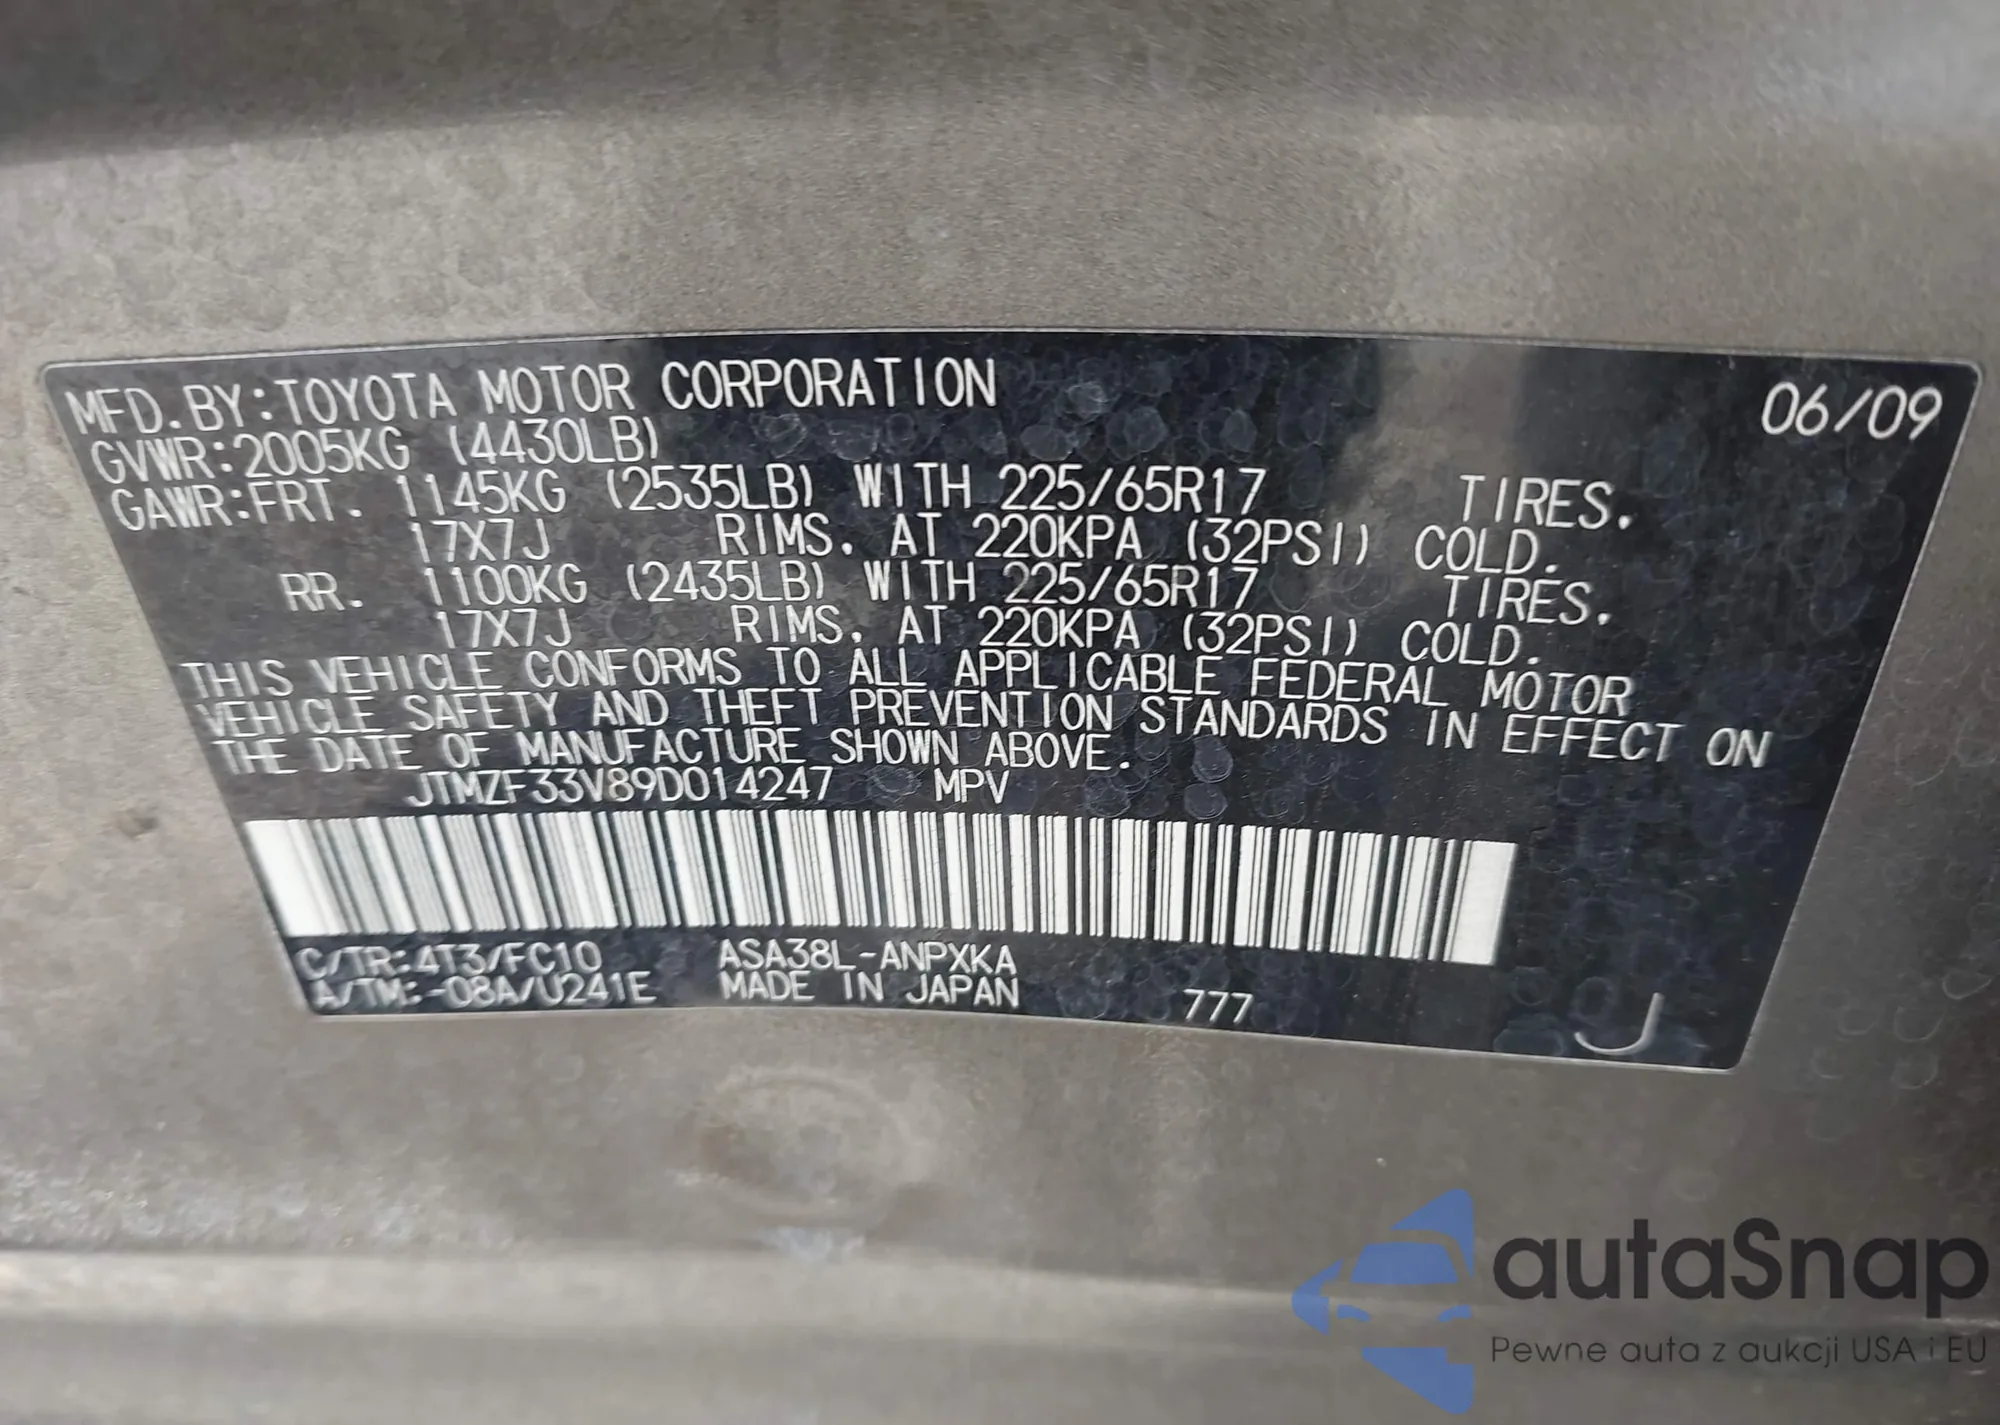 MFD. BY: TOYOTA MOTOR CORPORATION 06/09
GVWR: 2005KG (4430LB)
GAWR: FRT. 1145KG (2535LB) WITH 225/65R17 TIRES.
17X7J RIMS. AT 220KPA (32PSI) COLD.
RR. 1100KG (2435LB) WITH 225/65R17 TIRES.
17X7J RIMS. AT 220KPA (32PSI) COLD.
THIS VEHICLE CONFORMS TO ALL APPLICABLE FEDERAL MOTOR
VEHICLE SAFETY AND THEFT PREVENTION STANDARDS IN EFFECT ON
THE DATE OF MANUFACTURE SHOWN ABOVE.
JTMZF33V89D014247 MPV
C/TR: 4T3/FC10 ASA38L-ANPXKA
A/TM: -08A/U241E MADE IN JAPAN 777 J
autaSnap
Pewne auta z aukcji USA i EU